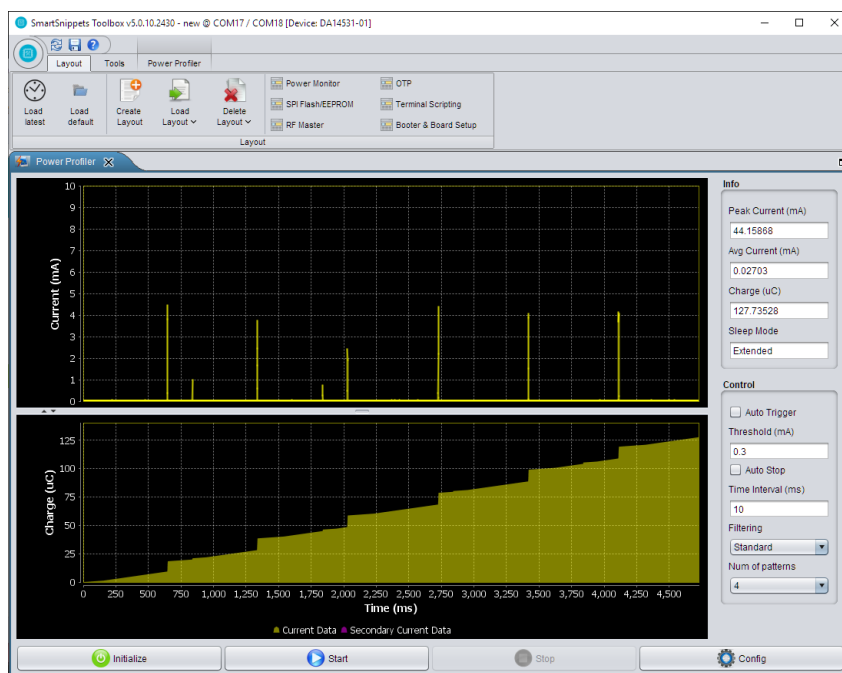 SmartSnippets Toolbox v5.0.10.2430 - new @ COM17 / COM18 [Device: DA14531-01]
Layout Tools Power Profiler
Load latest
Load default
Create Layout
Load Layout
Delete Layout
Power Monitor
SPI Flash/EEPROM
RF Master
OTP
Terminal Scripting
Booter & Board Setup
Layout
Power Profiler
Current (mA)
10
9
8
7
6
5
4
3
2
1
0
Charge (uC)
125
100
75
50
25
0
0 250 500 750 1,000 1,250 1,500 1,750 2,000 2,250 2,500 2,750 3,000 3,250 3,500 3,750 4,000 4,250 4,500
Time (ms)
Current Data Secondary Current Data
Info
Peak Current (mA)
44.15868
Avg Current (mA)
0.02703
Charge (uC)
127.73528
Sleep Mode
Extended
Control
Auto Trigger
Threshold (mA)
0.3
Auto Stop
Time Interval (ms)
10
Filtering
Standard
Num of patterns
4
Initialize Start Stop Config